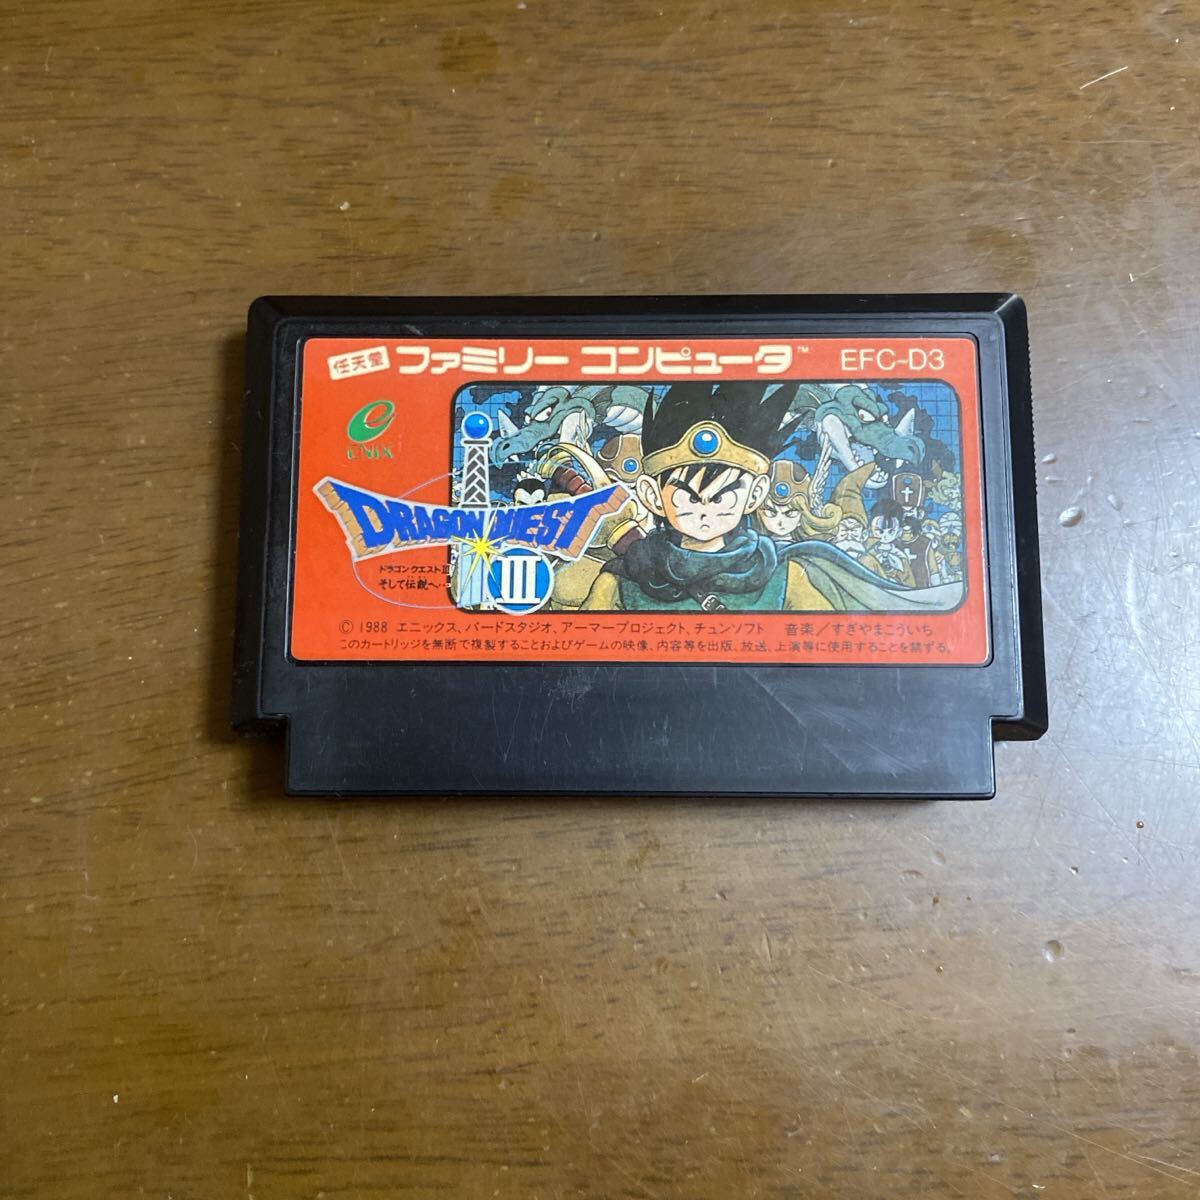 任天堂 ファミリー コンピュータ™ EFC-D3
ENIX
DRAGON QUEST
III
ドラゴンクエストIII
そして伝説へ…
© 1988 エニックス、バードスタジオ、アーマープロジェクト、チュンソフト 音楽／すぎやまこういち
このカートリッジを無断で複製することおよびゲームの映像、内容等を出版、放送、上演等に使用することを禁ずる。